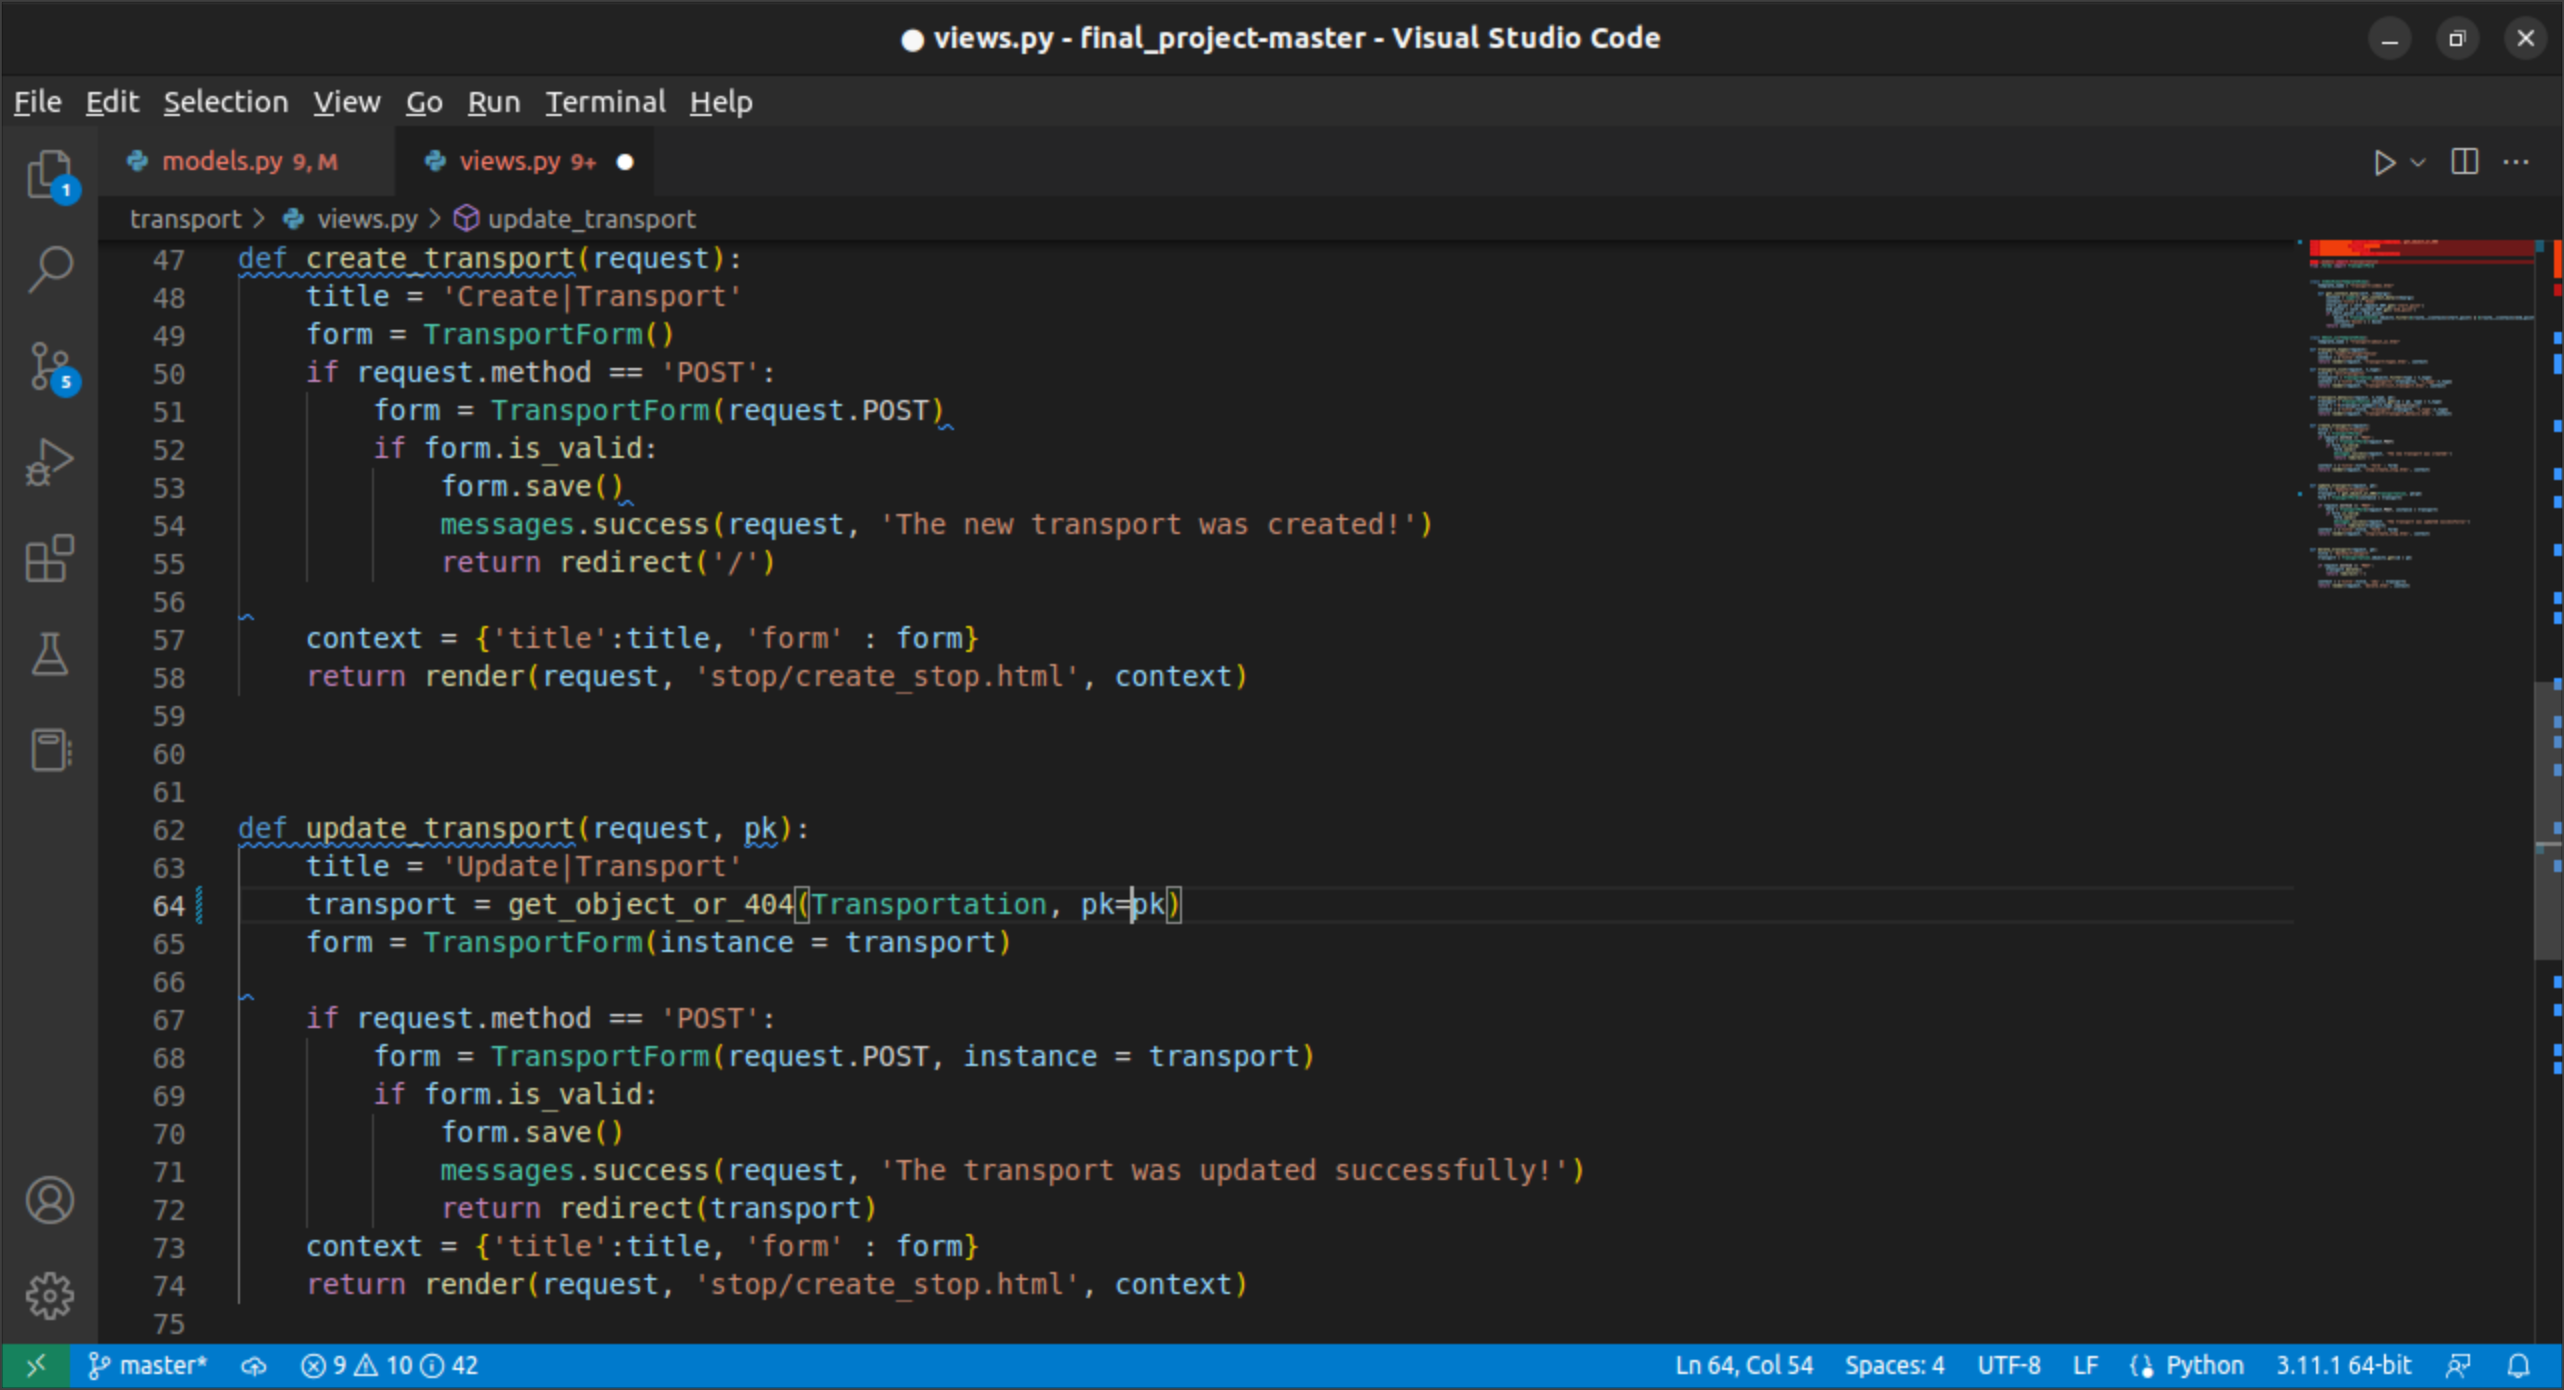 views.py - final_project-master - Visual Studio Code
File Edit Selection View Go Run Terminal Help
models.py 9, M views.py 9+
1
transport > views.py > update_transport
47 def create_transport(request):
48     title = 'Create|Transport'
49     form = TransportForm()
50     if request.method == 'POST':
51         form = TransportForm(request.POST)
52         if form.is_valid:
53             form.save()
54             messages.success(request, 'The new transport was created!')
55             return redirect('/')
56
57     context = {'title':title, 'form' : form}
58     return render(request, 'stop/create_stop.html', context)
59
60
61
62 def update_transport(request, pk):
63     title = 'Update|Transport'
64     transport = get_object_or_404(Transportation, pk=pk)
65     form = TransportForm(instance = transport)
66
67     if request.method == 'POST':
68         form = TransportForm(request.POST, instance = transport)
69         if form.is_valid:
70             form.save()
71             messages.success(request, 'The transport was updated successfully!')
72             return redirect(transport)
73     context = {'title':title, 'form' : form}
74     return render(request, 'stop/create_stop.html', context)
75
5
master* 9 10 42 Ln 64, Col 54 Spaces: 4 UTF-8 LF Python 3.11.1 64-bit